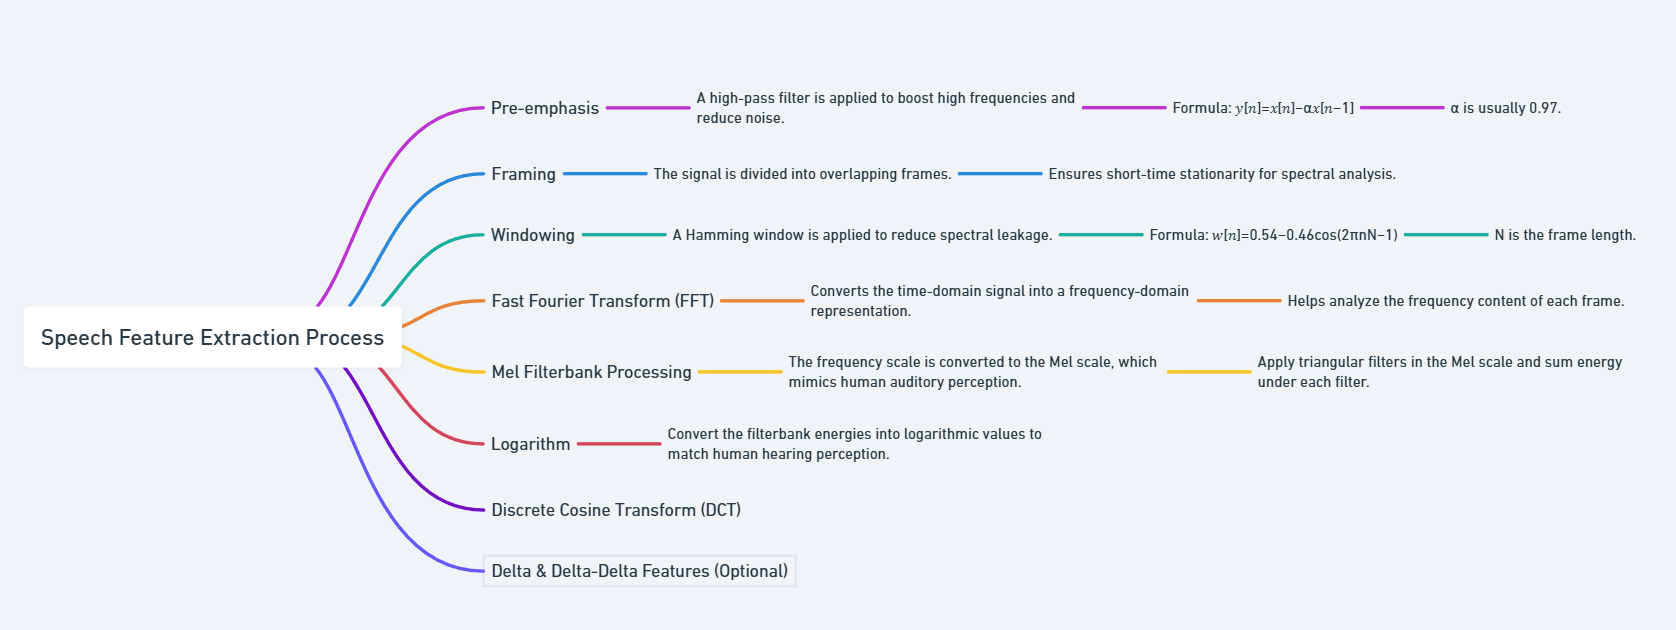 Speech Feature Extraction Process
Pre-emphasis
A high-pass filter is applied to boost high frequencies and
reduce noise.
Formula: y[n]=x[n]−αx[n−1]
α is usually 0.97.
Framing
The signal is divided into overlapping frames.
Ensures short-time stationarity for spectral analysis.
Windowing
A Hamming window is applied to reduce spectral leakage.
Formula: w[n]=0.54−0.46cos(2πnN−1)
N is the frame length.
Fast Fourier Transform (FFT)
Converts the time-domain signal into a frequency-domain
representation.
Helps analyze the frequency content of each frame.
Mel Filterbank Processing
The frequency scale is converted to the Mel scale, which
mimics human auditory perception.
Apply triangular filters in the Mel scale and sum energy
under each filter.
Logarithm
Convert the filterbank energies into logarithmic values to
match human hearing perception.
Discrete Cosine Transform (DCT)
Delta & Delta-Delta Features (Optional)